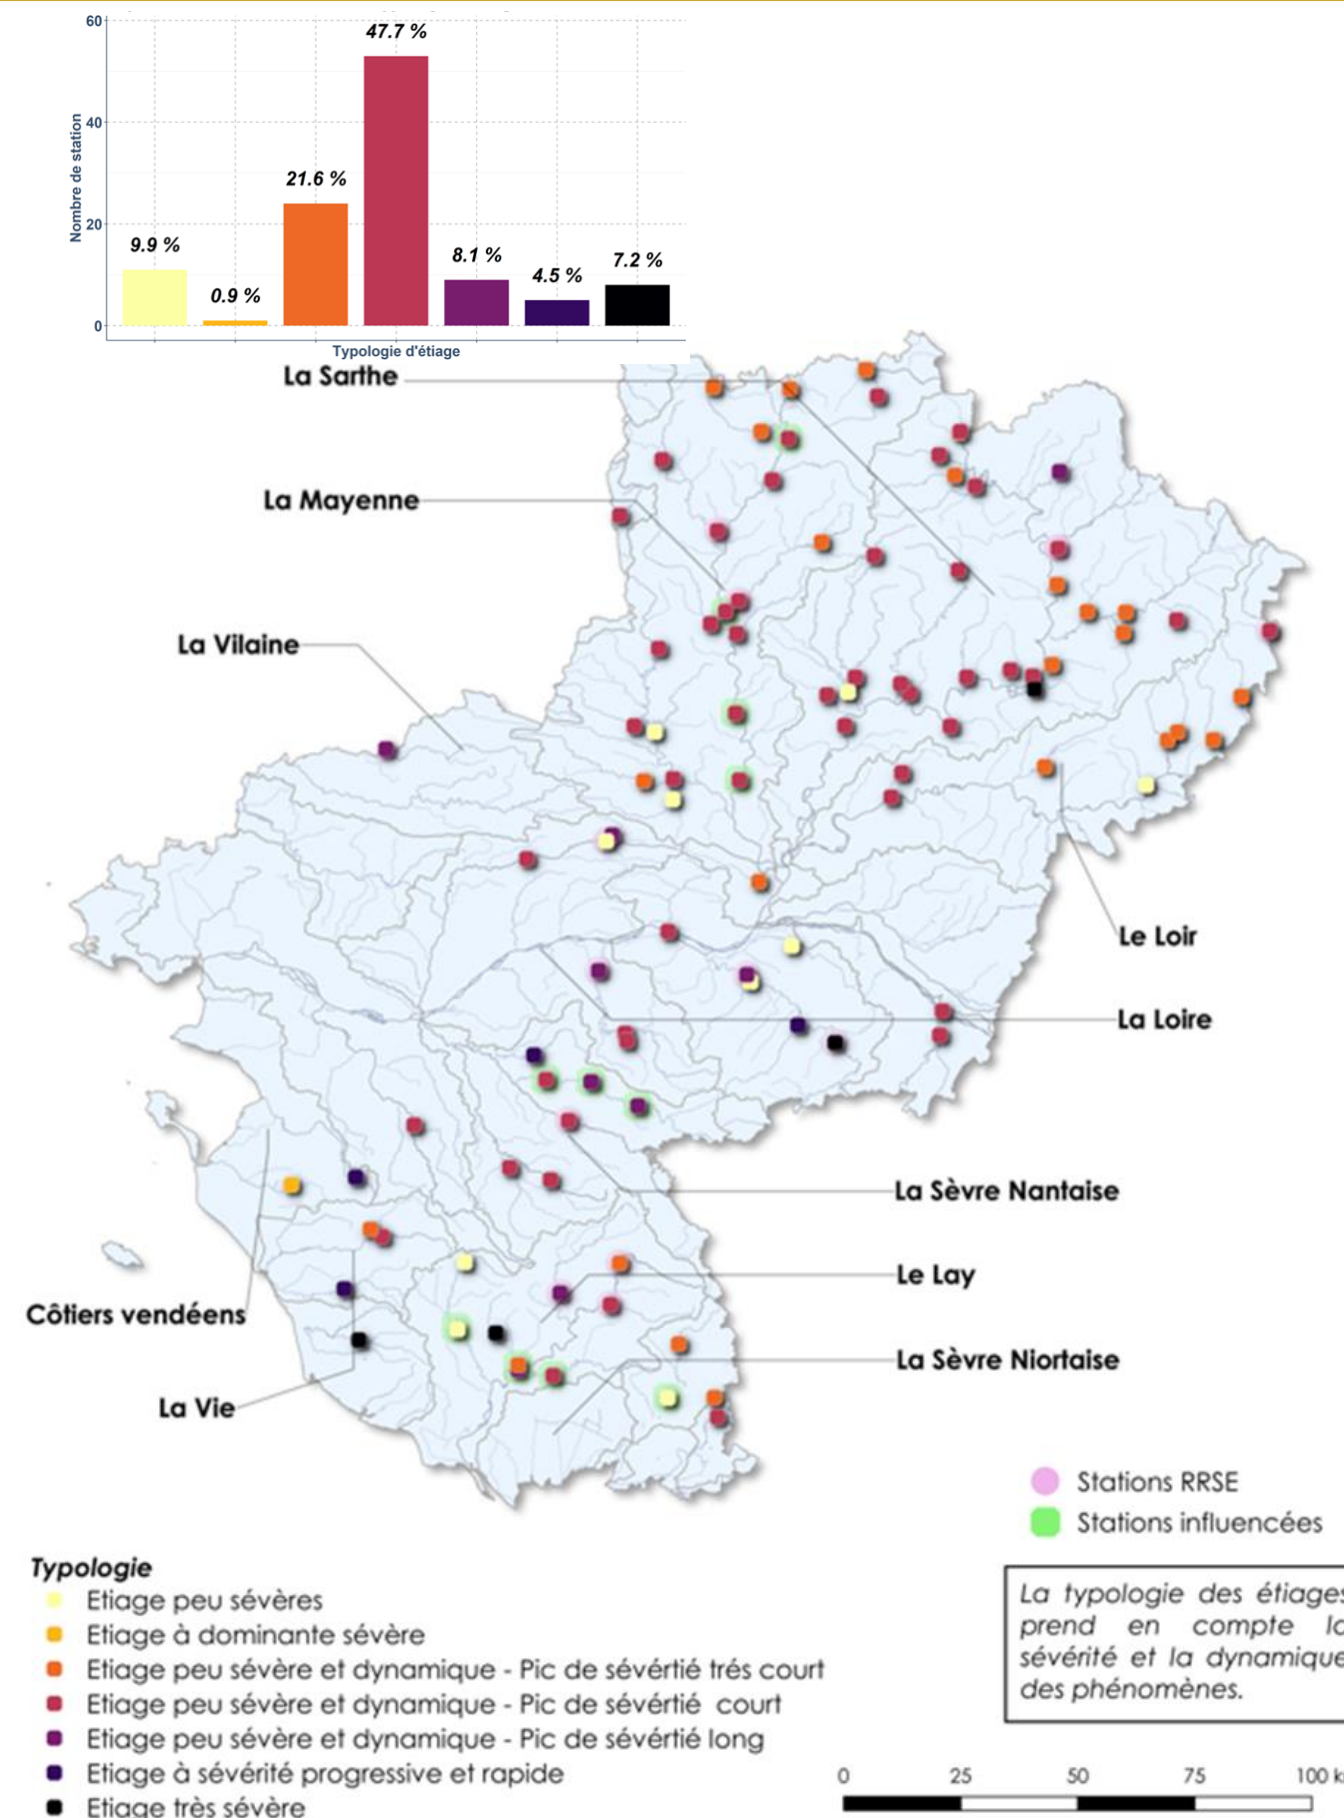 60
47.7 %
40
Nombre de station
21.6 %
20
9.9 %
8.1 %
7.2 %
4.5 %
0.9 %
0
Typologie d'étiage
La Sarthe
La Mayenne
La Vilaine
Le Loir
La Loire
La Sèvre Nantaise
Le Lay
Côtiers vendéens
La Sèvre Niortaise
La Vie
Stations RRSE
Stations influencées
Typologie
Etiage peu sévères
Etiage à dominante sévère
Etiage peu sévère et dynamique - Pic de sévértié trés court
Etiage peu sévère et dynamique - Pic de sévértié court
Etiage peu sévère et dynamique - Pic de sévértié long
Etiage à sévérité progressive et rapide
Etiage très sévère
La typologie des étiages
prend en compte la
sévérité et la dynamique
des phénomènes.
0 25 50 75 100 k